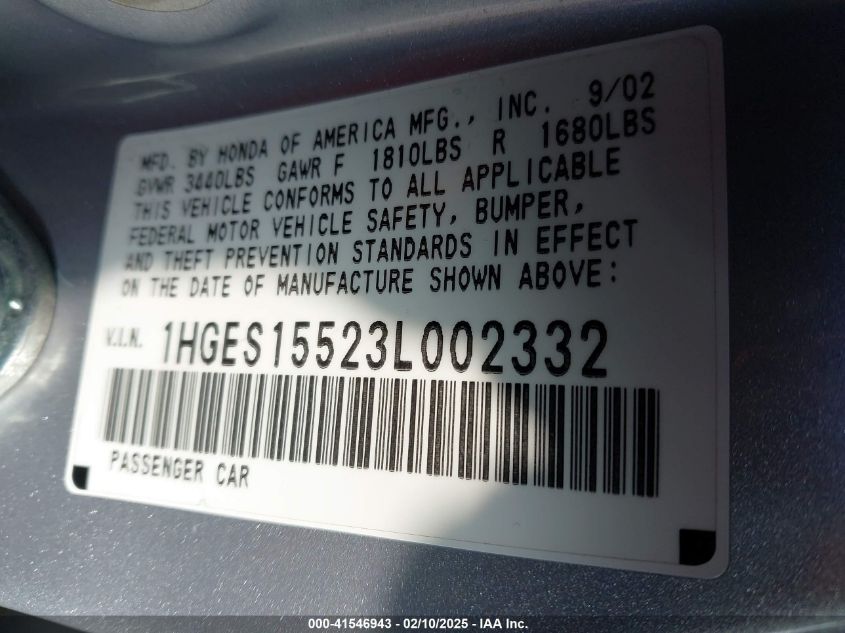 MFD. BY HONDA OF AMERICA MFG., INC. 9/02
GVWR 3440LBS GAWR F 1810LBS R 1680LBS
THIS VEHICLE CONFORMS TO ALL APPLICABLE
FEDERAL MOTOR VEHICLE SAFETY, BUMPER,
AND THEFT PREVENTION STANDARDS IN EFFECT
ON THE DATE OF MANUFACTURE SHOWN ABOVE:
V.I.N. 1HGES15523L002332
PASSENGER CAR
000-41546943 - 02/10/2025 - IAA Inc.